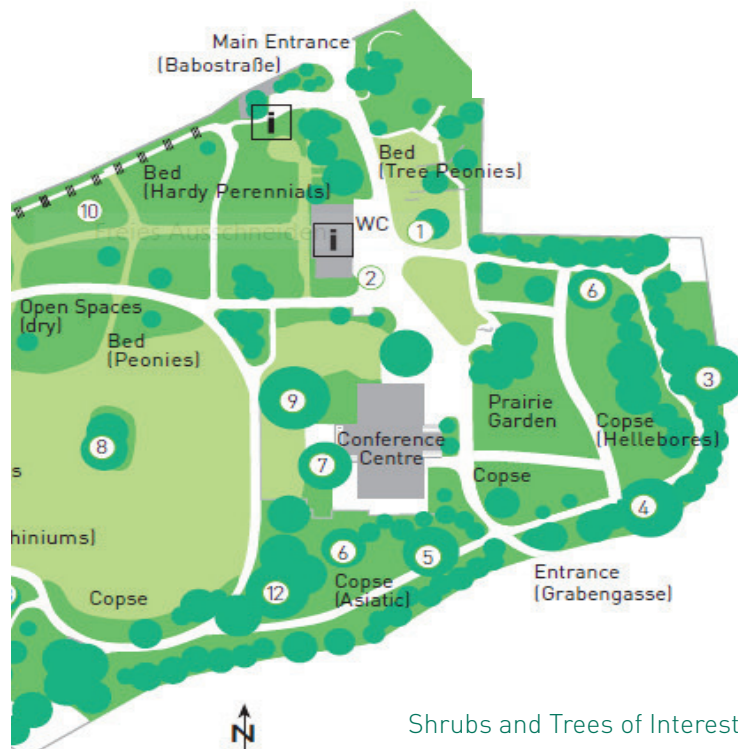 Main Entrance
(Babostraße)
i
Bed
(Tree Peonies)
Bed
(Hardy Perennials)
10
WC
Freies Ausschneiden
i
1
2
6
Open Spaces
(dry)
Bed
(Peonies)
3
9
Prairie
Garden
Copse
(Hellebores)
8
Conference
Centre
s
7
Copse
4
hiniums)
6
5
Entrance
(Grabengasse)
Copse
(Asiatic)
12
Copse
N
Shrubs and Trees of Interest